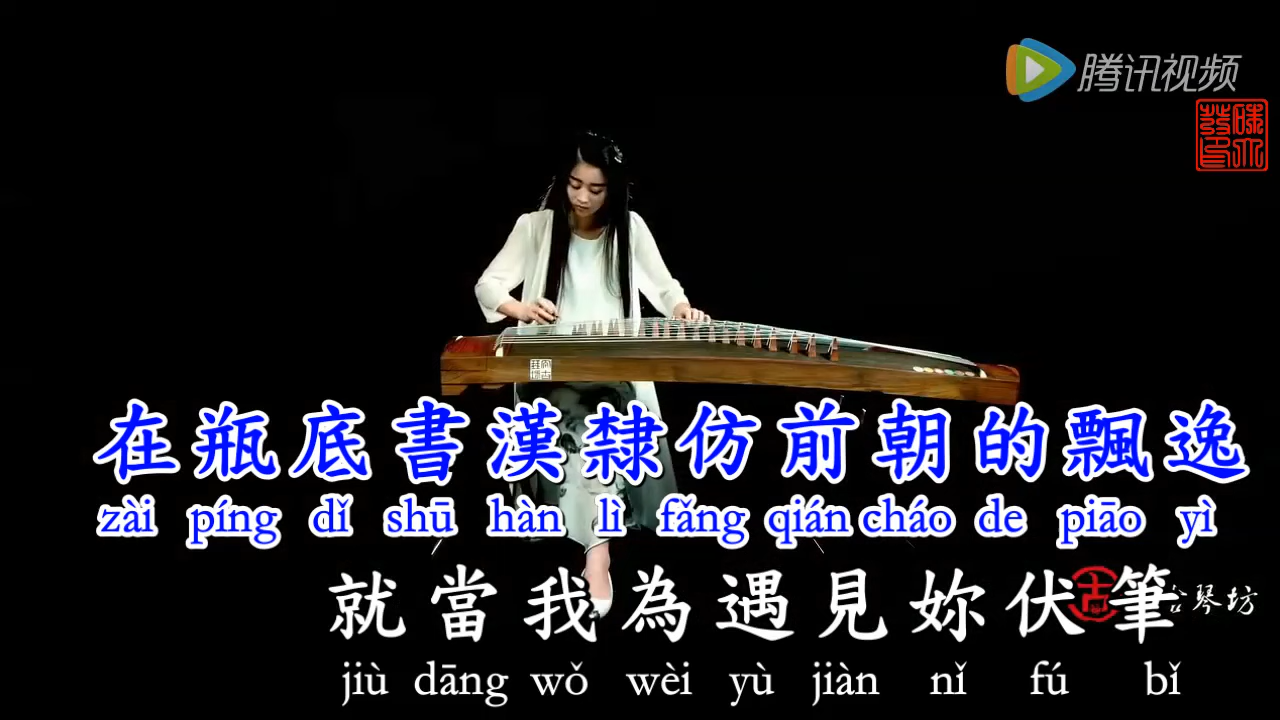 腾讯视频
在瓶底書漢隸仿前朝的飄逸
zài píng dǐ shū hàn lì fǎng qián cháo de piāo yì
就當我為遇見妳伏筆
古琴坊
jiù dāng wǒ wèi yù jiàn nǐ fú bǐ